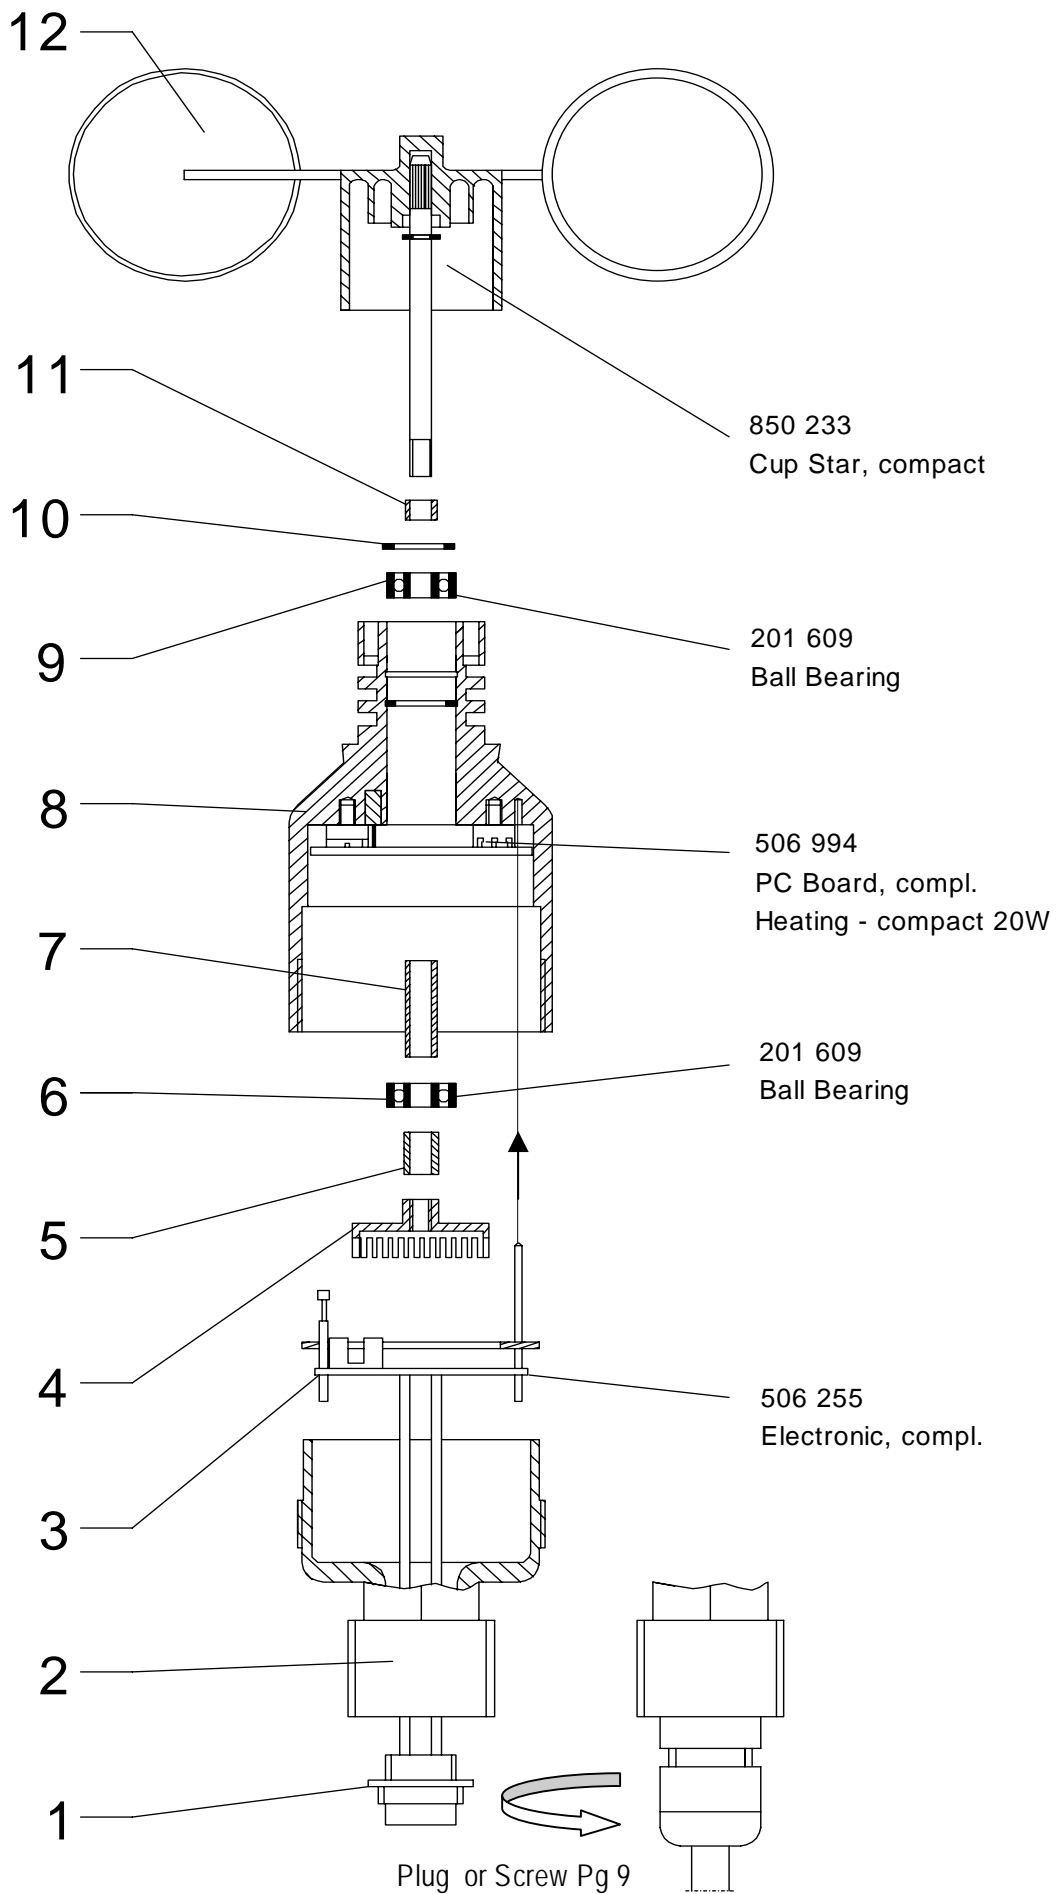 12
11
850 233
Cup Star, compact
10
9
201 609
Ball Bearing
8
506 994
PC Board, compl.
Heating - compact 20W
7
6
201 609
Ball Bearing
5
4
506 255
Electronic, compl.
3
2
1
Plug or Screw Pg 9